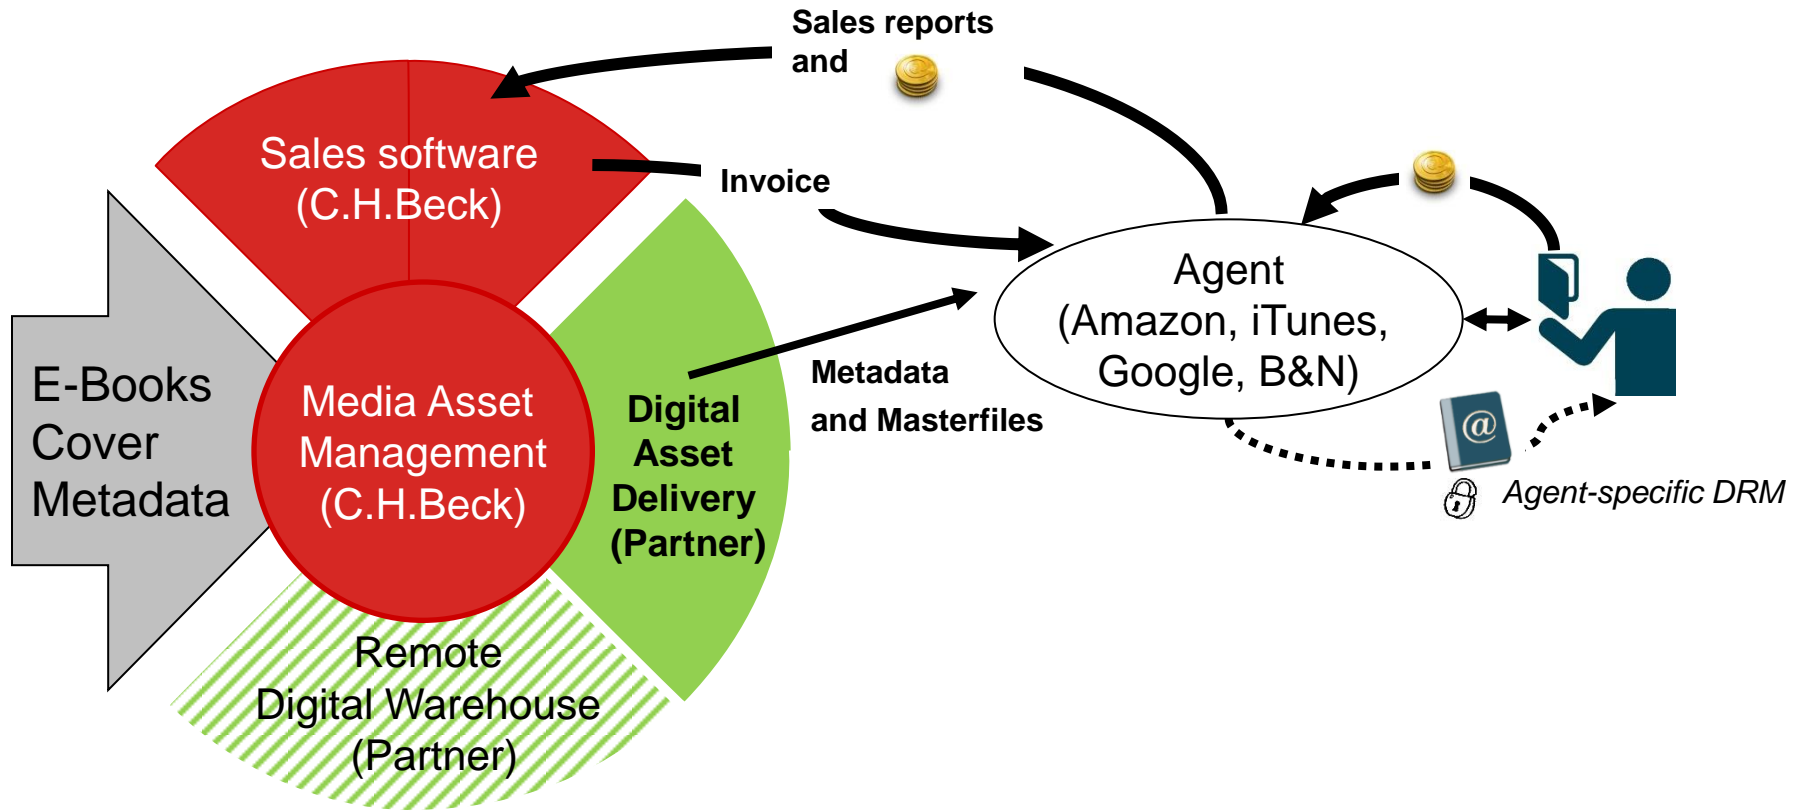 Sales reports
and
Sales software
(C.H.Beck)
Invoice
Agent
(Amazon, iTunes,
Google, B&N)
E-Books
Cover
Metadata
Media Asset
Management
(C.H.Beck)
Digital
Asset
Delivery
(Partner)
Metadata
and Masterfiles
@
Agent-specific DRM
Remote
Digital Warehouse
(Partner)